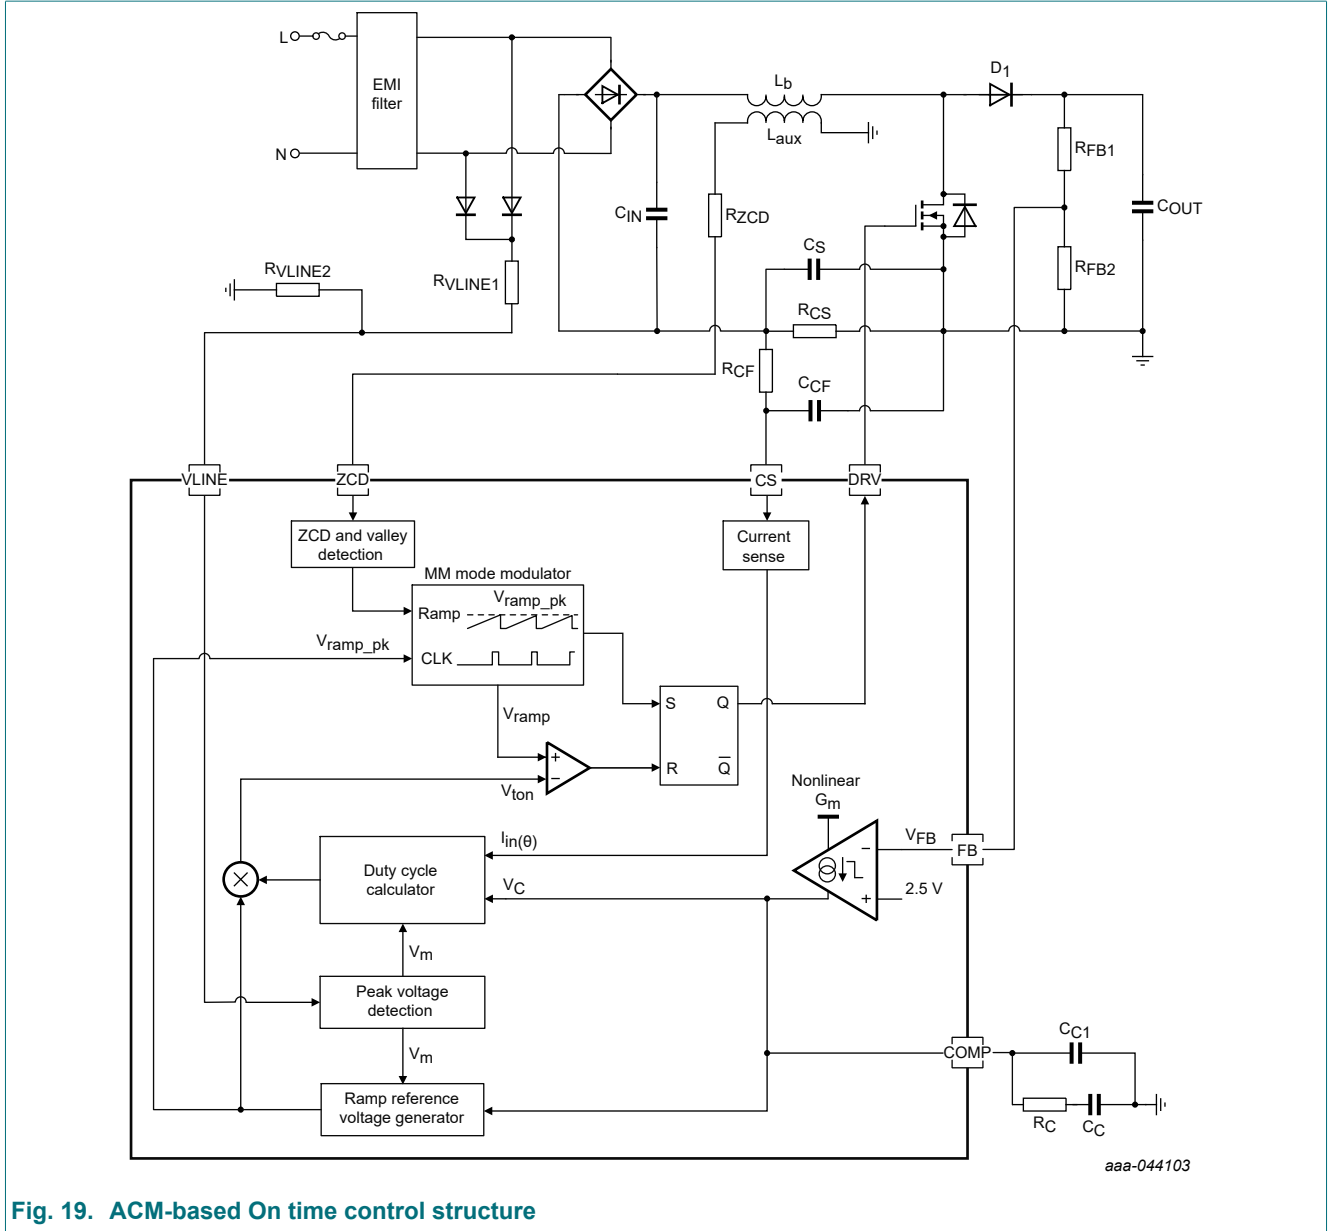 L
EMI
filter
N
Lb
Laux
D1
RFB1
RZCD
CIN
COUT
CS
RVLINE2
RVLINE1
RFB2
RCS
RCF
CCF
VLINE
ZCD
CS
DRV
ZCD and valley
detection
Current
sense
MM mode modulator
Ramp
Vramp_pk
Vramp_pk
CLK
Vramp
S
Q
+
−
R
Q̅
Vton
Nonlinear
Gm
Iin(θ)
VFB
−
FB
Duty cycle
calculator
×
VC
+
2.5 V
Vm
Peak voltage
detection
Vm
COMP
CC1
Ramp reference
voltage generator
RC
CC
aaa-044103
Fig. 19. ACM-based On time control structure